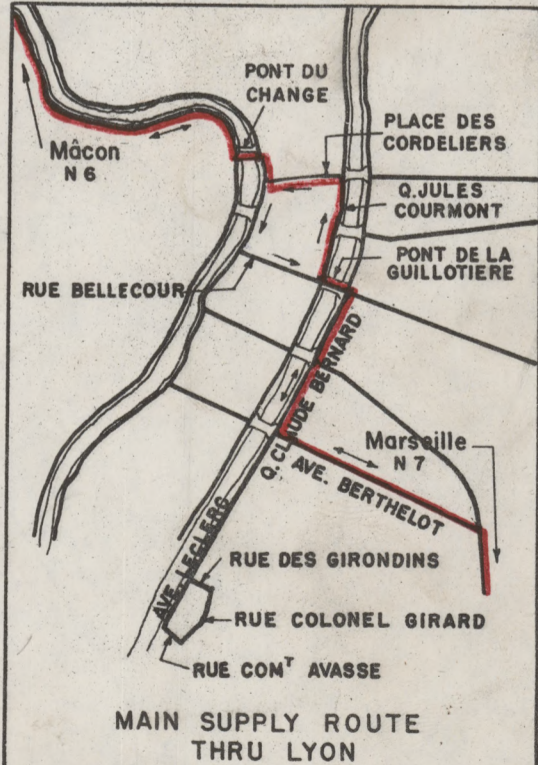 PONT DU
CHANGE
PLACE DES
CORDELIERS
Mâcon
N 6
Q. JULES
COURMONT
PONT DE LA
GUILLOTIERE
RUE BELLECOUR
Q. CLAUDE BERNARD
Marseille
N 7
AVE. BERTHELOT
AVE. LECLERC
RUE DES GIRONDINS
RUE COLONEL GIRARD
RUE COMᵀ AVASSE
MAIN SUPPLY ROUTE
THRU LYON